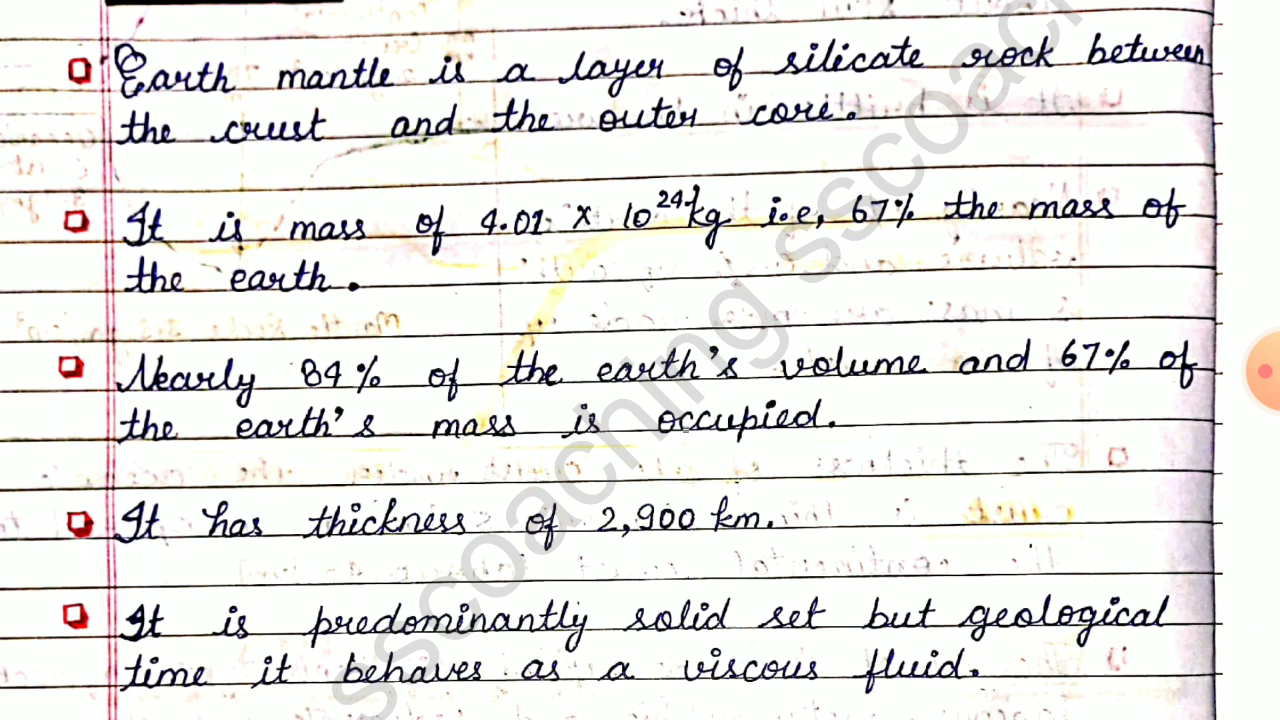 Earth mantle is a layer of silicate rock between
the crust and the outer core.
It is mass of 4.01 × 10²⁴kg i.e, 67% the mass of
the earth.
Nearly 84% of the earth's volume and 67% of
the earth's mass is occupied.
It has thickness of 2,900 km.
It is predominantly solid set but geological
time it behaves as a viscous fluid.
sscoaching sscoach